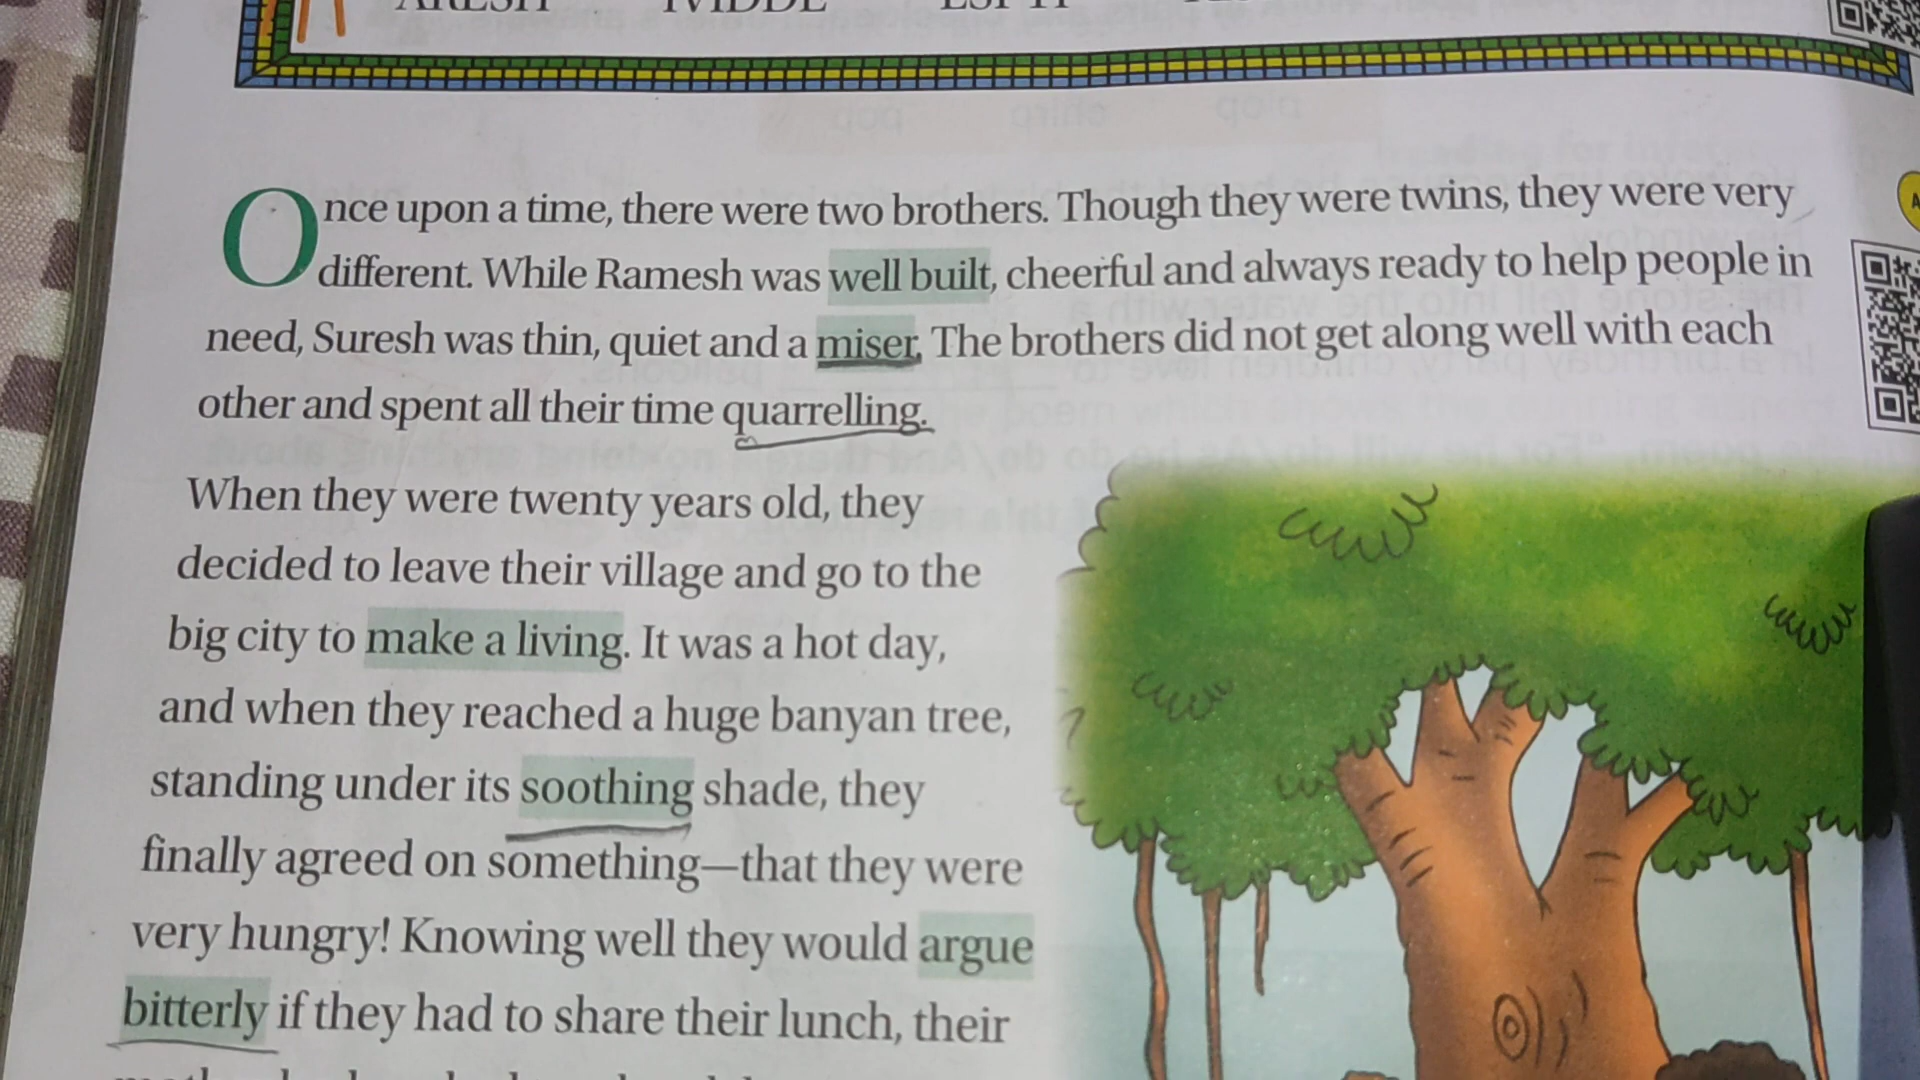 Once upon a time, there were two brothers. Though they were twins, they were very
different. While Ramesh was well built, cheerful and always ready to help people in
need, Suresh was thin, quiet and a miser. The brothers did not get along well with each
other and spent all their time quarrelling.
When they were twenty years old, they
decided to leave their village and go to the
big city to make a living. It was a hot day,
and when they reached a huge banyan tree,
standing under its soothing shade, they
finally agreed on something—that they were
very hungry! Knowing well they would argue
bitterly if they had to share their lunch, their